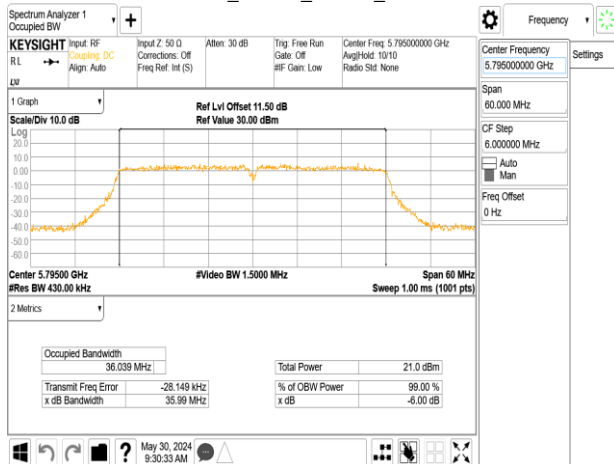 Spectrum Analyzer 1
Occupied BW
Frequency
KEYSIGHT
RL
LXI
Input: RF
Coupling: DC
Align: Auto
Input Z: 50 Ω
Corrections: Off
Freq Ref: Int (S)
Atten: 30 dB
Trig: Free Run
Gate: Off
#IF Gain: Low
Center Freq: 5.795000000 GHz
Avg|Hold: 10/10
Radio Std: None
Center Frequency
5.795000000 GHz
Settings
Span
60.000 MHz
CF Step
6.000000 MHz
Auto
Man
Freq Offset
0 Hz
1 Graph
Scale/Div 10.0 dB
Ref Lvl Offset 11.50 dB
Ref Value 30.00 dBm
Log
20.0
10.0
0.00
-10.0
-20.0
-30.0
-40.0
-50.0
-60.0
Center 5.79500 GHz
#Res BW 430.00 kHz
#Video BW 1.5000 MHz
Span 60 MHz
Sweep 1.00 ms (1001 pts)
2 Metrics
Occupied Bandwidth
36.039 MHz
Total Power 21.0 dBm
Transmit Freq Error -28.149 kHz
% of OBW Power 99.00 %
x dB Bandwidth 35.99 MHz
x dB -6.00 dB
May 30, 2024
9:30:33 AM